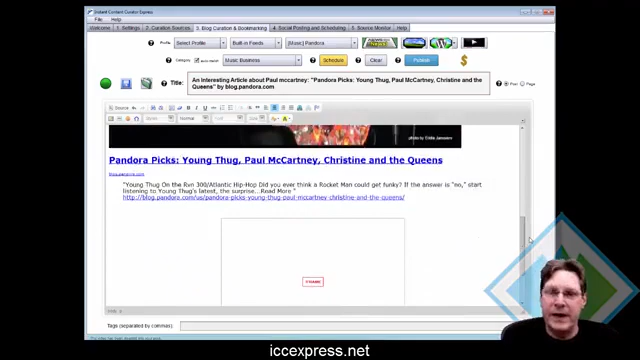 Instant Content Curator Express
File Help
Welcome 1. Settings 2. Curation Sources 3. Blog Curation & Bookmarking 4. Social Posting and Scheduling 5. Source Monitor Help
Profile: Select Profile Built-in Feeds [Music] Pandora
Category Music Business Schedule Clear Publish $
Title: An Interesting Article about Paul mccartney: "Pandora Picks: Young Thug, Paul McCartney, Christine and the
Queens" by blog.pandora.com
Post Page
Source
Normal
photo by
Pandora Picks: Young Thug, Paul McCartney, Christine and the Queens
blog.pandora.com
"Young Thug On the Rvn 300/Atlantic Hip-Hop Did you ever think a Rocket Man could get funky? If the answer is "no," start
listening to Young Thug's latest, the surprise...Read More "
http://blog.pandora.com/us/pandora-picks-young-thug-paul-mccartney-christine-and-the-queens/
IFRAME
Tags (separated by commas):
iccexpress.net